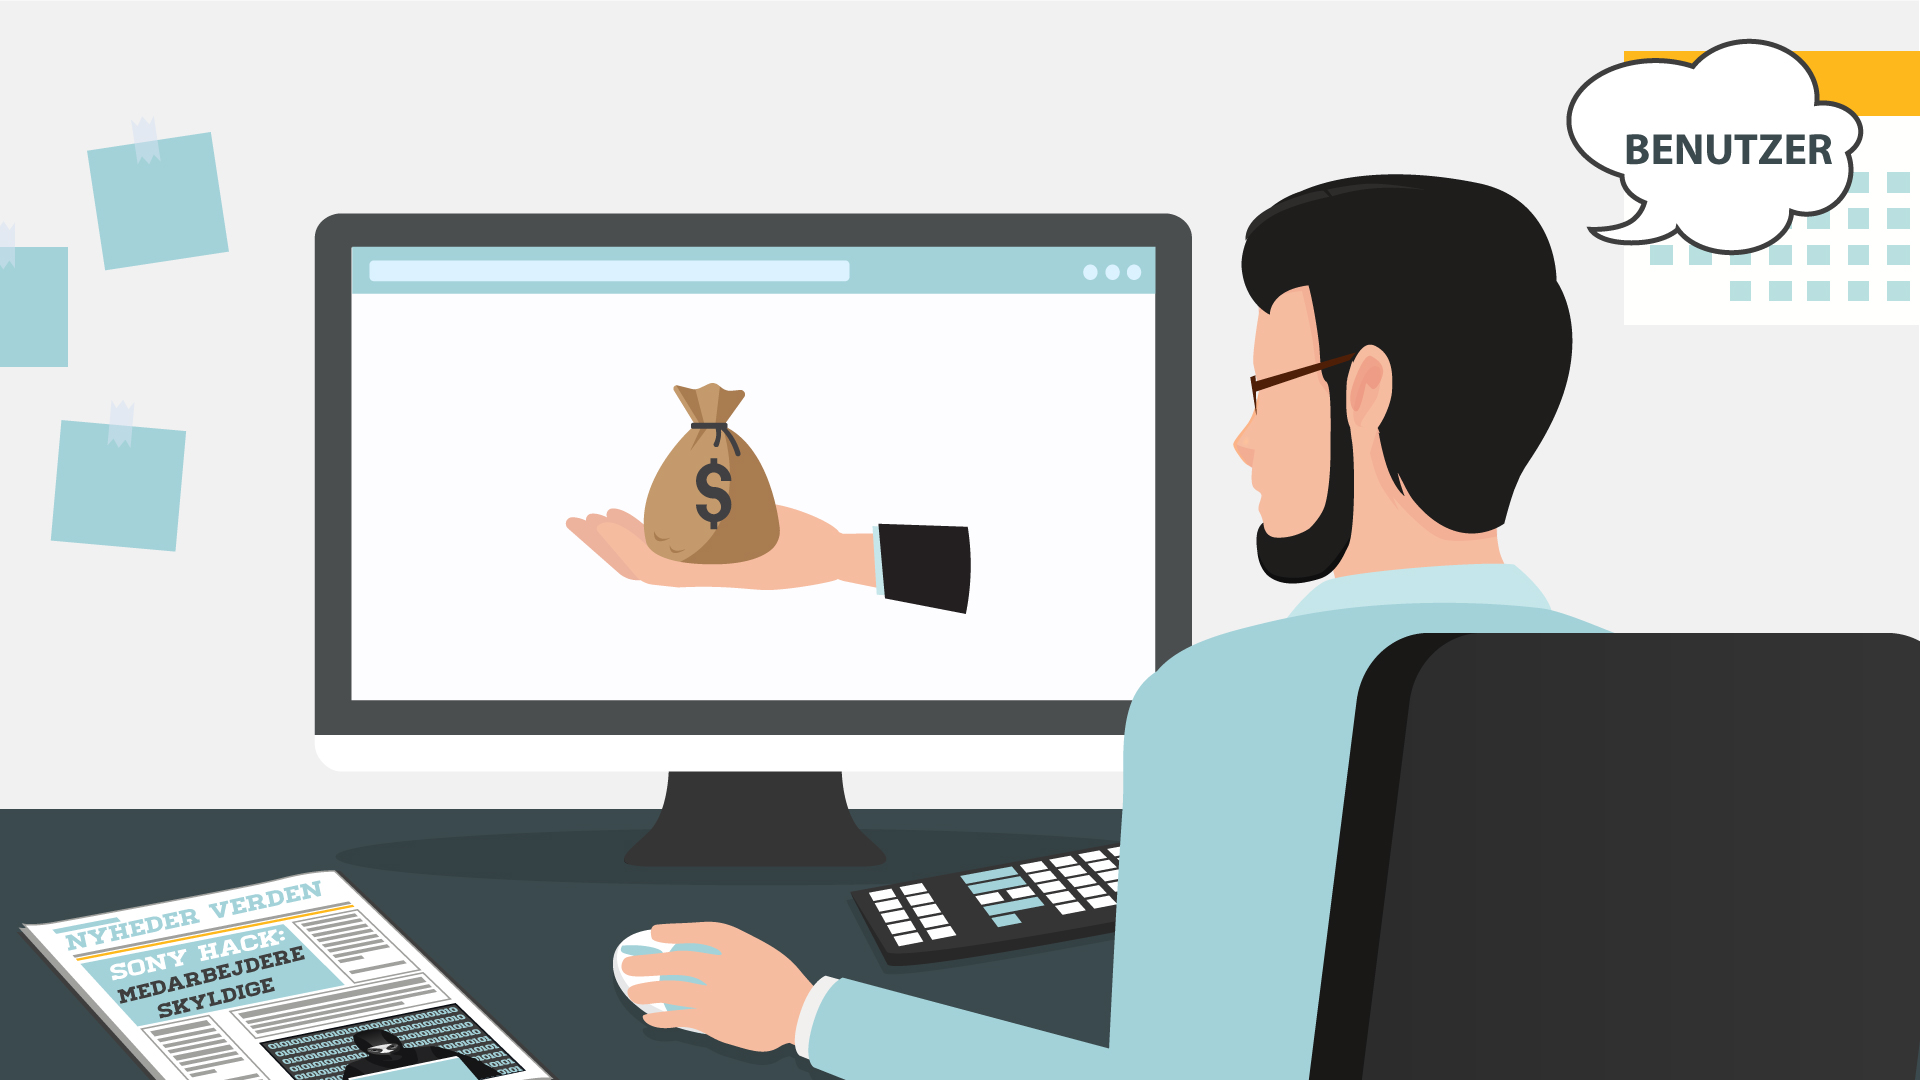 BENUTZER
$
NYHEDER VERDEN
SONY HACK:
MEDARBEJDERE
SKYLDIGE